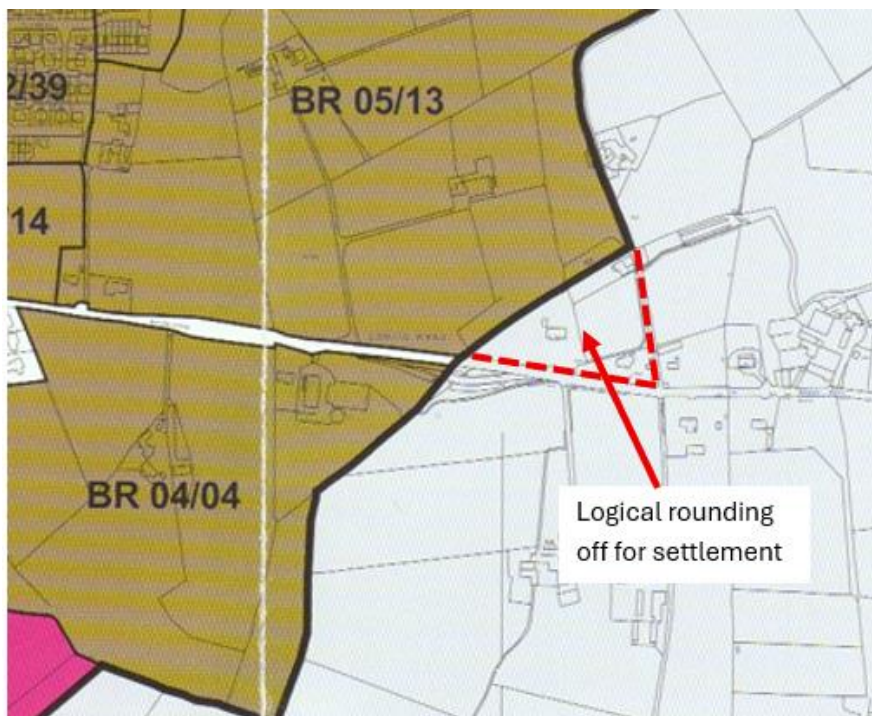 2/39
BR 05/13
/14
BR 04/04
Logical rounding
off for settlement